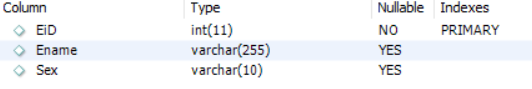 Column Type Nullable Indexes
EiD int(11) NO PRIMARY
Ename varchar(255) YES
Sex varchar(10) YES